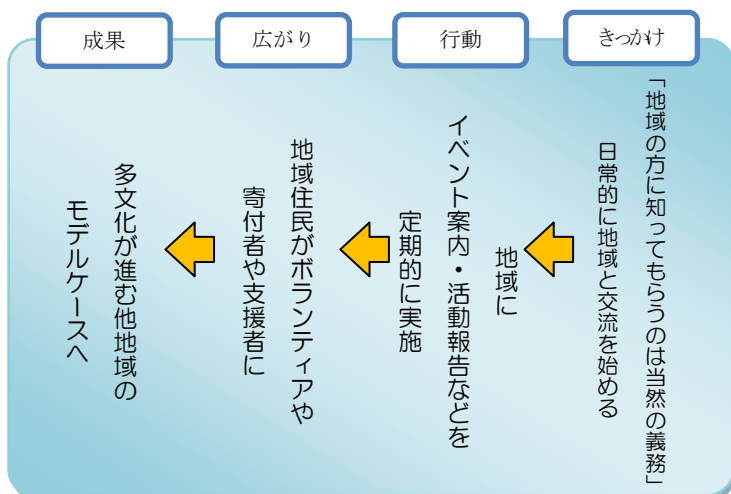 きっかけ
「地域の方に知ってもらうのは当然の義務」
日常的に地域と交流を始める
行動
地域に
イベント案内・活動報告などを
定期的に実施
広がり
地域住民がボランティアや
寄付者や支援者に
成果
多文化が進む他地域の
モデルケースへ